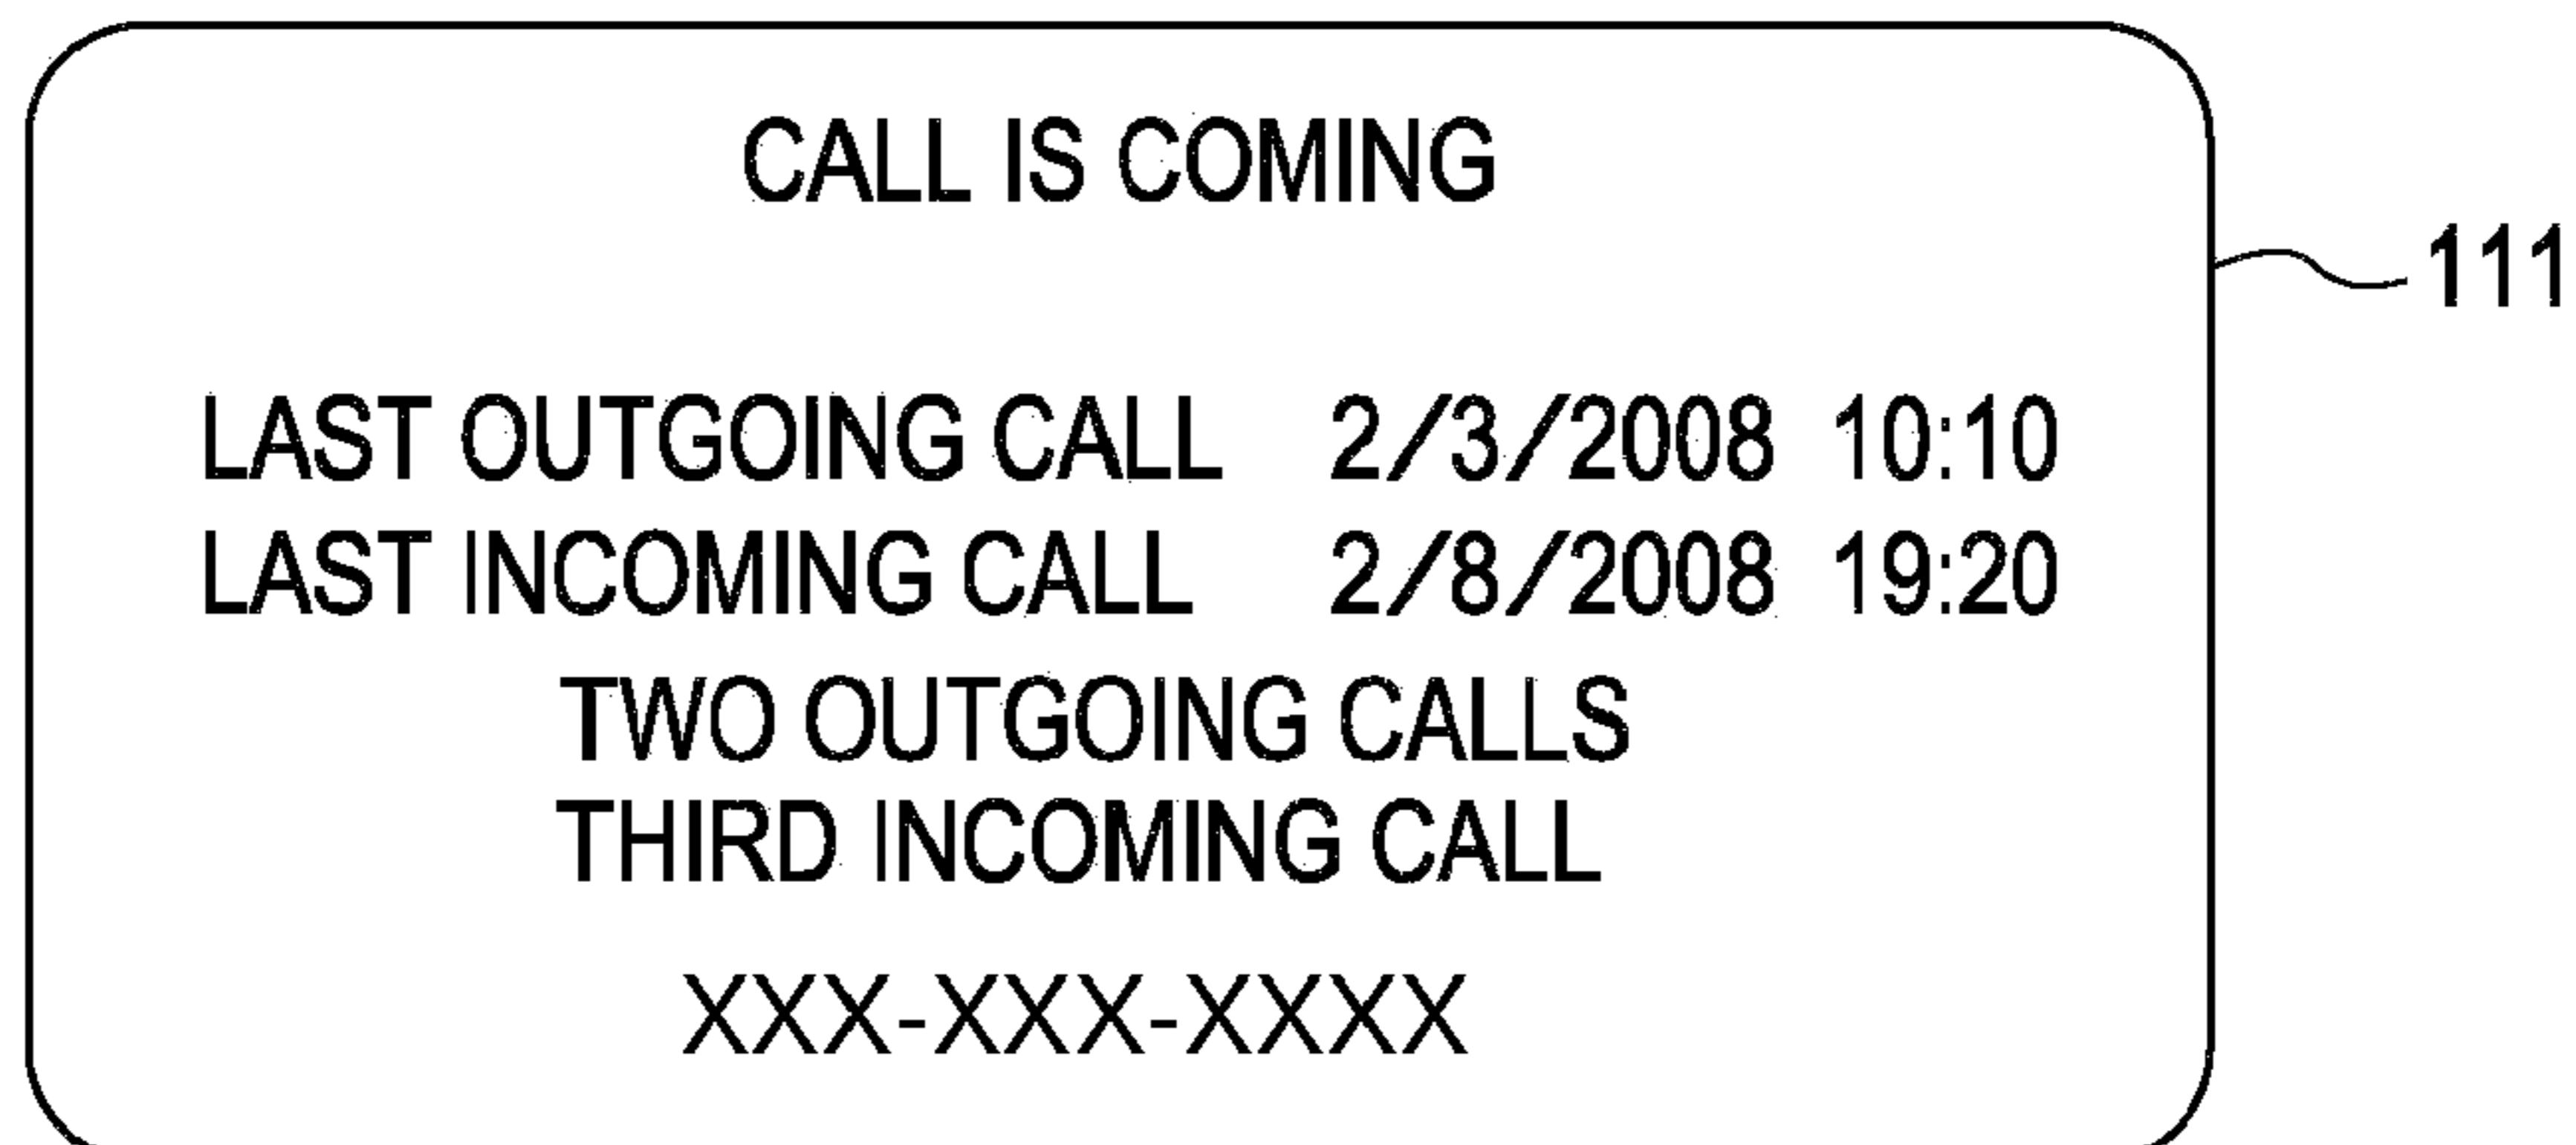 CALL IS COMING
111
LAST OUTGOING CALL 2/3/2008 10:10
LAST INCOMING CALL 2/8/2008 19:20
TWO OUTGOING CALLS
THIRD INCOMING CALL
XXX-XXX-XXXX